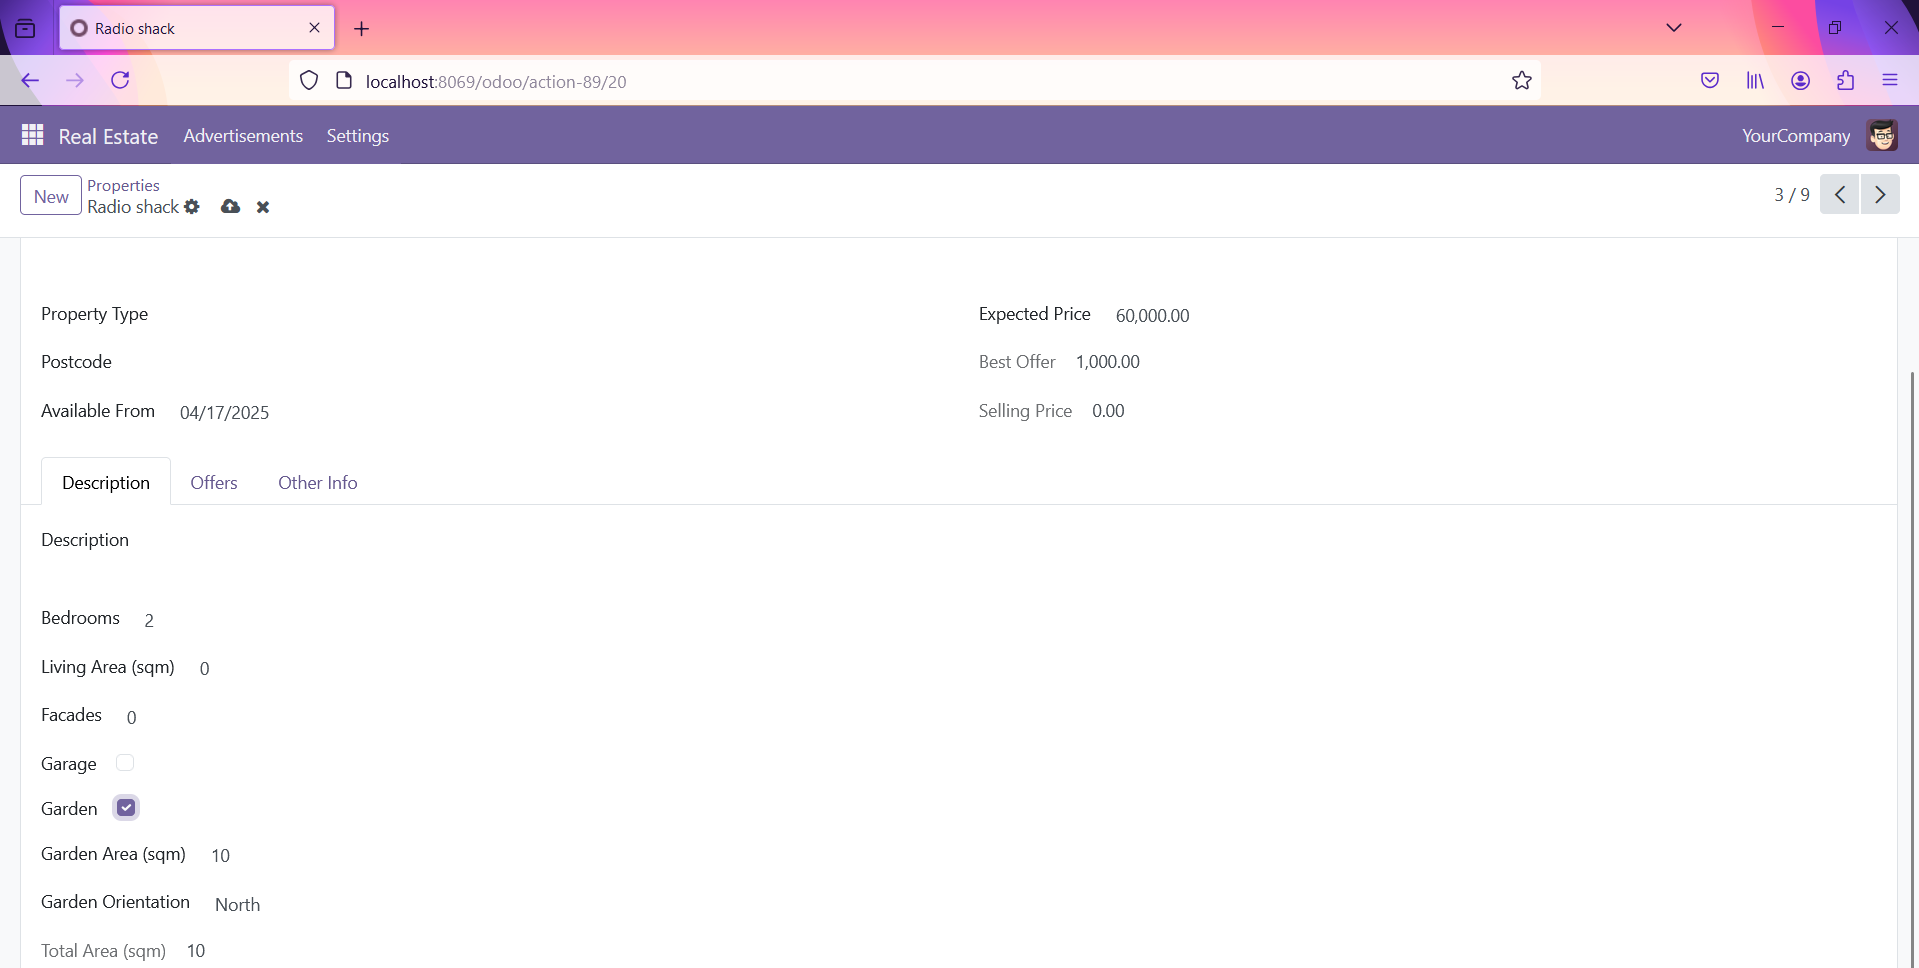 Radio shack
localhost:8069/odoo/action-89/20
Real Estate Advertisements Settings YourCompany
New Properties
Radio shack 3 / 9
Property Type Expected Price 60,000.00
Postcode Best Offer 1,000.00
Available From 04/17/2025 Selling Price 0.00
Description Offers Other Info
Description
Bedrooms 2
Living Area (sqm) 0
Facades 0
Garage
Garden
Garden Area (sqm) 10
Garden Orientation North
Total Area (sqm) 10